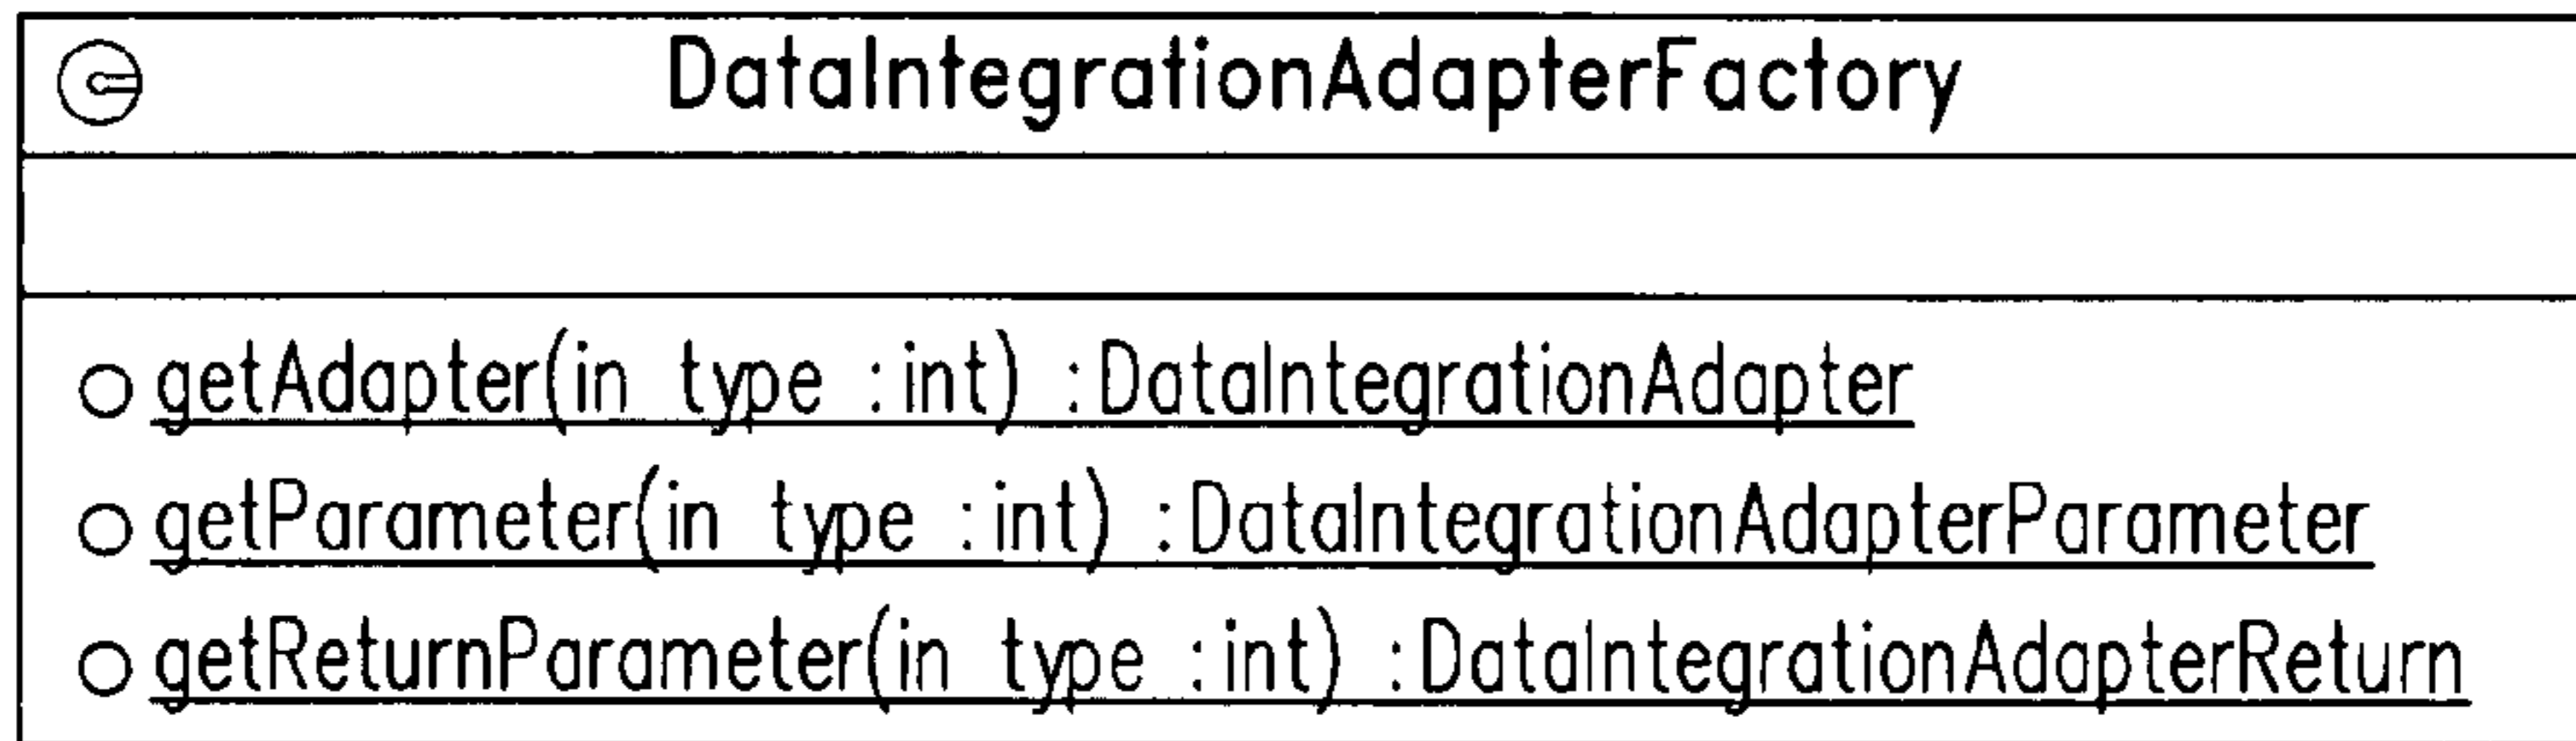 DataIntegrationAdapterFactory
getAdapter(in type :int) :DataIntegrationAdapter
getParameter(in type :int) :DataIntegrationAdapterParameter
getReturnParameter(in type :int) :DataIntegrationAdapterReturn